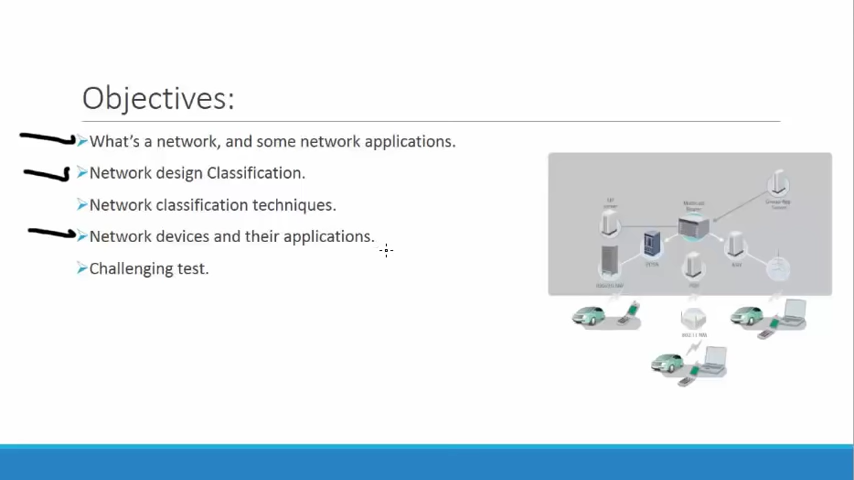 Objectives:
What's a network, and some network applications.
Network design Classification.
Network classification techniques.
Network devices and their applications.
Challenging test.